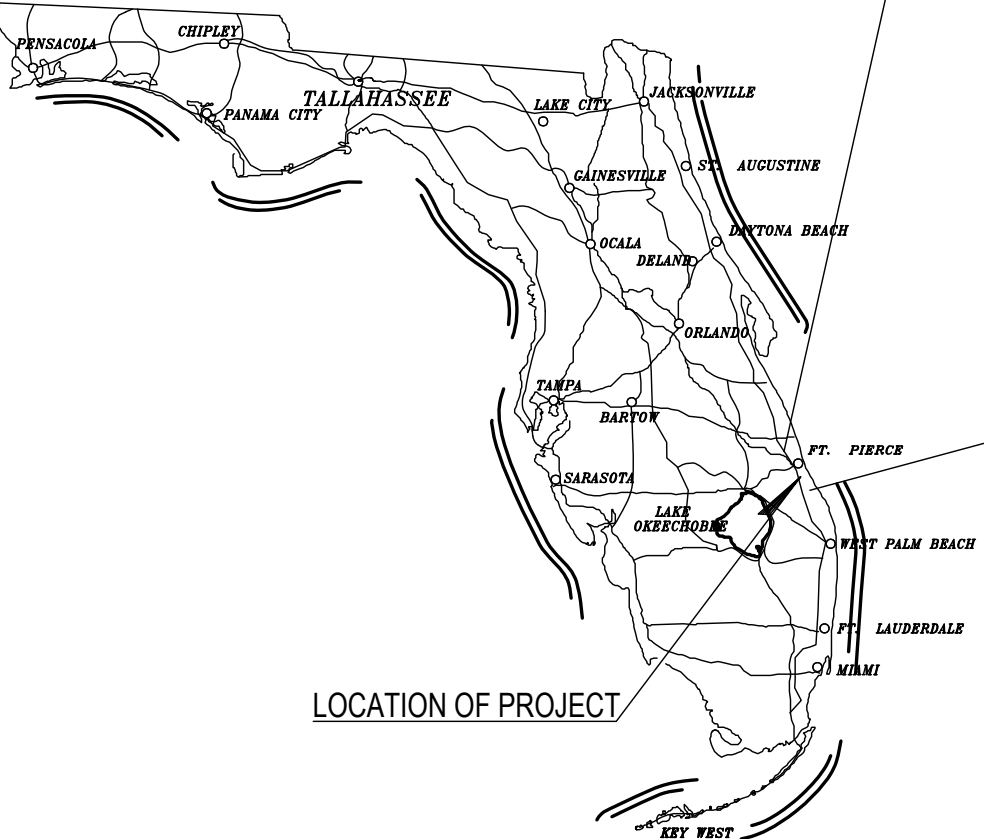 CHIPLEY
PENSACOLA
TALLAHASSEE
JACKSONVILLE
LAKE CITY
PANAMA CITY
ST. AUGUSTINE
GAINESVILLE
DAYTONA BEACH
OCALA
DELAND
ORLANDO
TAMPA
BARTOW
FT. PIERCE
SARASOTA
LAKE
OKEECHOBEE
WEST PALM BEACH
FT. LAUDERDALE
MIAMI
LOCATION OF PROJECT
KEY WEST